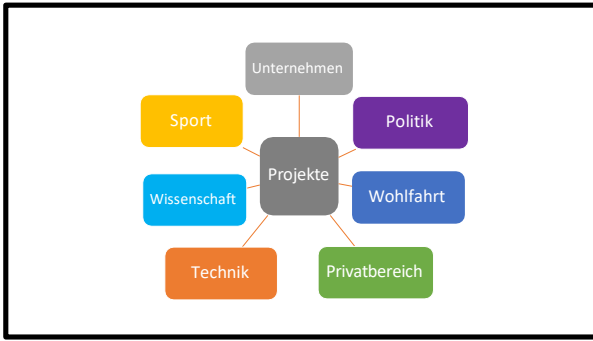 Unternehmen
Sport
Politik
Projekte
Wissenschaft
Wohlfahrt
Technik
Privatbereich